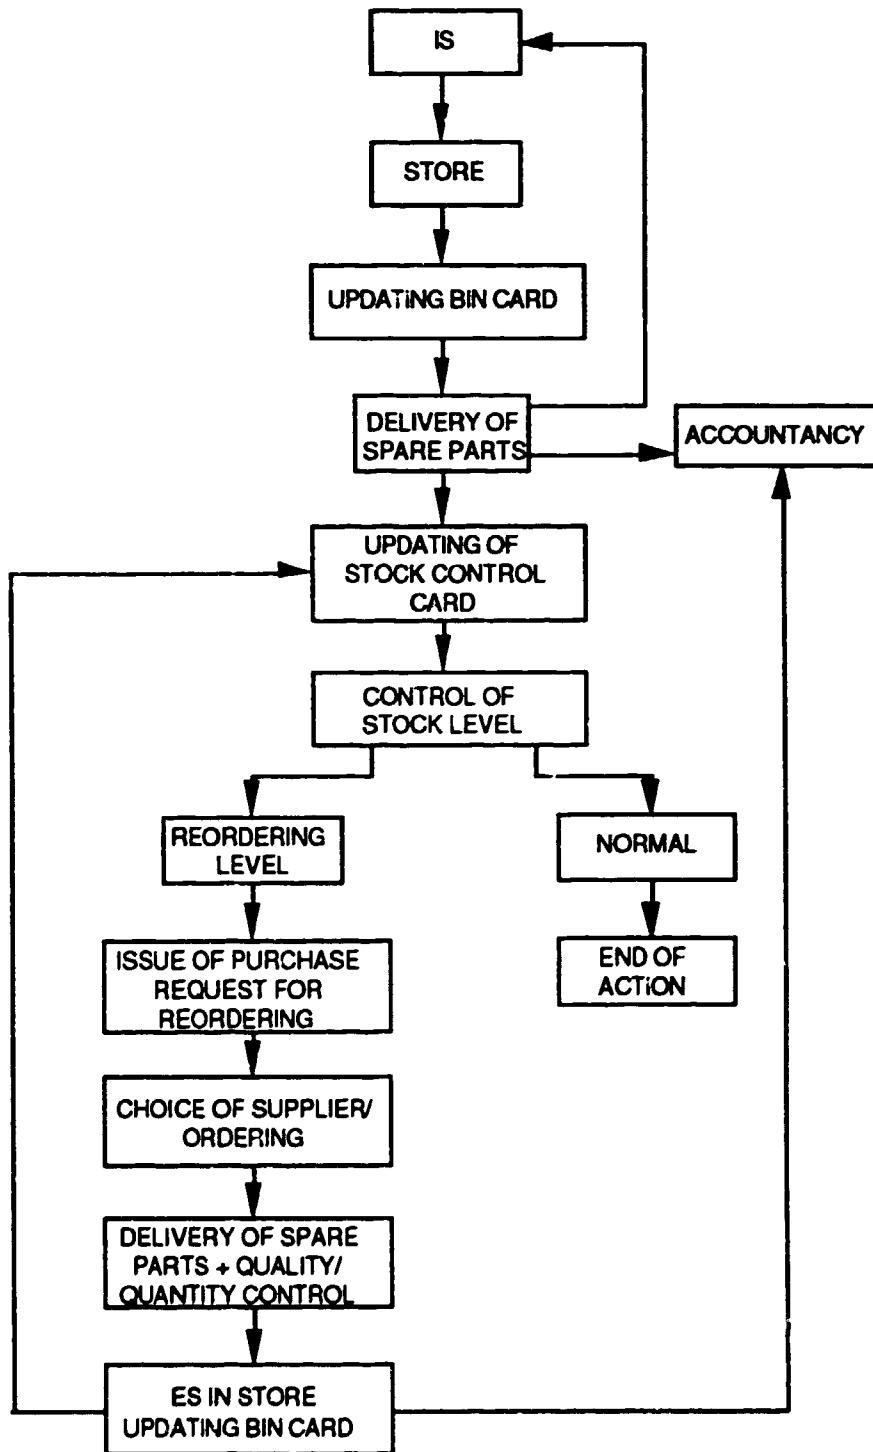 IS
STORE
UPDATING BIN CARD
DELIVERY OF
SPARE PARTS
ACCOUNTANCY
UPDATING OF
STOCK CONTROL
CARD
CONTROL OF
STOCK LEVEL
REORDERING
LEVEL
NORMAL
ISSUE OF PURCHASE
REQUEST FOR
REORDERING
END OF
ACTION
CHOICE OF SUPPLIER/
ORDERING
DELIVERY OF SPARE
PARTS + QUALITY/
QUANTITY CONTROL
ES IN STORE
UPDATING BIN CARD